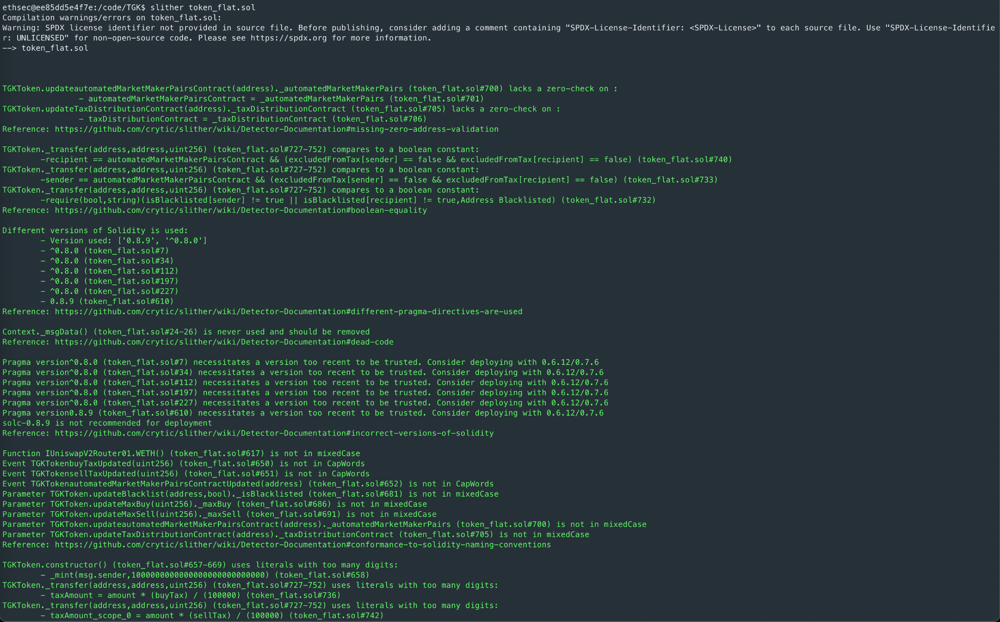 ethsec@ee85dd5e4f7e:/code/TGK$ slither token_flat.sol
Compilation warnings/errors on token_flat.sol:
Warning: SPDX license identifier not provided in source file. Before publishing, consider adding a comment containing "SPDX-License-Identifier: <SPDX-License>" to each source file. Use "SPDX-License-Identifie
r: UNLICENSED" for non-open-source code. Please see https://spdx.org for more information.
--> token_flat.sol
TGKToken.updateautomatedMarketMakerPairsContract(address)._automatedMarketMakerPairs (token_flat.sol#700) lacks a zero-check on :
- automatedMarketMakerPairsContract = _automatedMarketMakerPairs (token_flat.sol#701)
TGKToken.updateTaxDistributionContract(address)._taxDistributionContract (token_flat.sol#705) lacks a zero-check on :
- taxDistributionContract = _taxDistributionContract (token_flat.sol#706)
Reference: https://github.com/crytic/slither/wiki/Detector-Documentation#missing-zero-address-validation
TGKToken._transfer(address,address,uint256) (token_flat.sol#727-752) compares to a boolean constant:
-recipient == automatedMarketMakerPairsContract && (excludedFromTax[sender] == false && excludedFromTax[recipient] == false) (token_flat.sol#740)
TGKToken._transfer(address,address,uint256) (token_flat.sol#727-752) compares to a boolean constant:
-sender == automatedMarketMakerPairsContract && (excludedFromTax[sender] == false && excludedFromTax[recipient] == false) (token_flat.sol#733)
TGKToken._transfer(address,address,uint256) (token_flat.sol#727-752) compares to a boolean constant:
-require(bool,string)(isBlacklisted[sender] != true || isBlacklisted[recipient] != true,Address Blacklisted) (token_flat.sol#732)
Reference: https://github.com/crytic/slither/wiki/Detector-Documentation#boolean-equality
Different versions of Solidity is used:
- Version used: ['0.8.9', '^0.8.0']
- ^0.8.0 (token_flat.sol#7)
- ^0.8.0 (token_flat.sol#34)
- ^0.8.0 (token_flat.sol#112)
- ^0.8.0 (token_flat.sol#197)
- ^0.8.0 (token_flat.sol#227)
- 0.8.9 (token_flat.sol#610)
Reference: https://github.com/crytic/slither/wiki/Detector-Documentation#different-pragma-directives-are-used
Context._msgData() (token_flat.sol#24-26) is never used and should be removed
Reference: https://github.com/crytic/slither/wiki/Detector-Documentation#dead-code
Pragma version^0.8.0 (token_flat.sol#7) necessitates a version too recent to be trusted. Consider deploying with 0.6.12/0.7.6
Pragma version^0.8.0 (token_flat.sol#34) necessitates a version too recent to be trusted. Consider deploying with 0.6.12/0.7.6
Pragma version^0.8.0 (token_flat.sol#112) necessitates a version too recent to be trusted. Consider deploying with 0.6.12/0.7.6
Pragma version^0.8.0 (token_flat.sol#197) necessitates a version too recent to be trusted. Consider deploying with 0.6.12/0.7.6
Pragma version^0.8.0 (token_flat.sol#227) necessitates a version too recent to be trusted. Consider deploying with 0.6.12/0.7.6
Pragma version0.8.9 (token_flat.sol#610) necessitates a version too recent to be trusted. Consider deploying with 0.6.12/0.7.6
solc-0.8.9 is not recommended for deployment
Reference: https://github.com/crytic/slither/wiki/Detector-Documentation#incorrect-versions-of-solidity
Function IUniswapV2Router01.WETH() (token_flat.sol#617) is not in mixedCase
Event TGKTokenbuyTaxUpdated(uint256) (token_flat.sol#650) is not in CapWords
Event TGKTokensellTaxUpdated(uint256) (token_flat.sol#651) is not in CapWords
Event TGKTokenautomatedMarketMakerPairsContractUpdated(address) (token_flat.sol#652) is not in CapWords
Parameter TGKToken.updateBlacklist(address,bool)._isBlacklisted (token_flat.sol#681) is not in mixedCase
Parameter TGKToken.updateMaxBuy(uint256)._maxBuy (token_flat.sol#686) is not in mixedCase
Parameter TGKToken.updateMaxSell(uint256)._maxSell (token_flat.sol#691) is not in mixedCase
Parameter TGKToken.updateautomatedMarketMakerPairsContract(address)._automatedMarketMakerPairs (token_flat.sol#700) is not in mixedCase
Parameter TGKToken.updateTaxDistributionContract(address)._taxDistributionContract (token_flat.sol#705) is not in mixedCase
Reference: https://github.com/crytic/slither/wiki/Detector-Documentation#conformance-to-solidity-naming-conventions
TGKToken.constructor() (token_flat.sol#657-669) uses literals with too many digits:
- _mint(msg.sender,1000000000000000000000000000) (token_flat.sol#658)
TGKToken._transfer(address,address,uint256) (token_flat.sol#727-752) uses literals with too many digits:
- taxAmount = amount * (buyTax) / (100000) (token_flat.sol#736)
TGKToken._transfer(address,address,uint256) (token_flat.sol#727-752) uses literals with too many digits:
- taxAmount_scope_0 = amount * (sellTax) / (100000) (token_flat.sol#742)